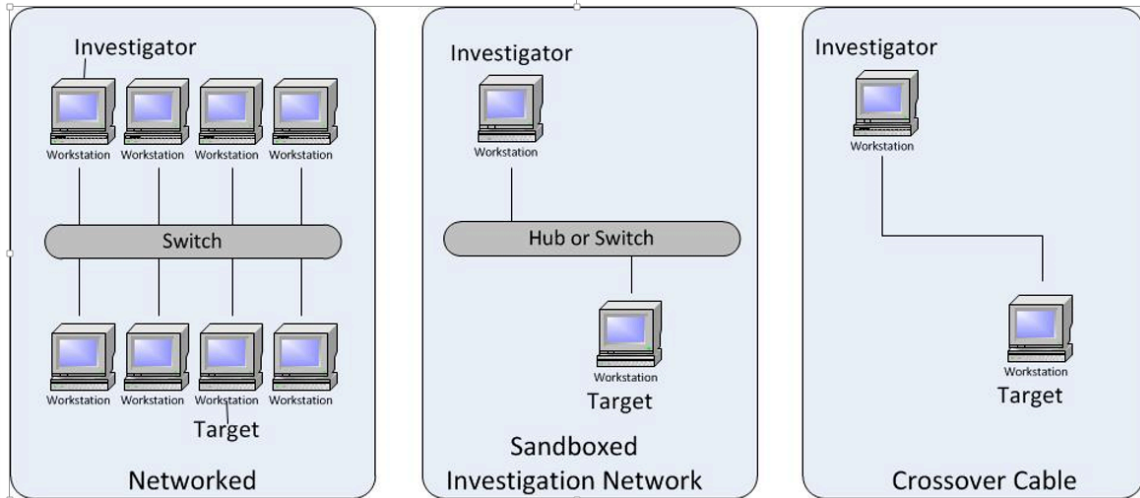 Investigator
Workstation Workstation Workstation Workstation
Switch
Workstation Workstation Workstation Workstation
Target
Networked
Investigator
Workstation
Hub or Switch
Workstation
Target
Sandboxed
Investigation Network
Investigator
Workstation
Workstation
Target
Crossover Cable